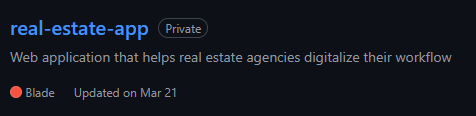 real-estate-app Private
Web application that helps real estate agencies digitalize their workflow
Blade Updated on Mar 21